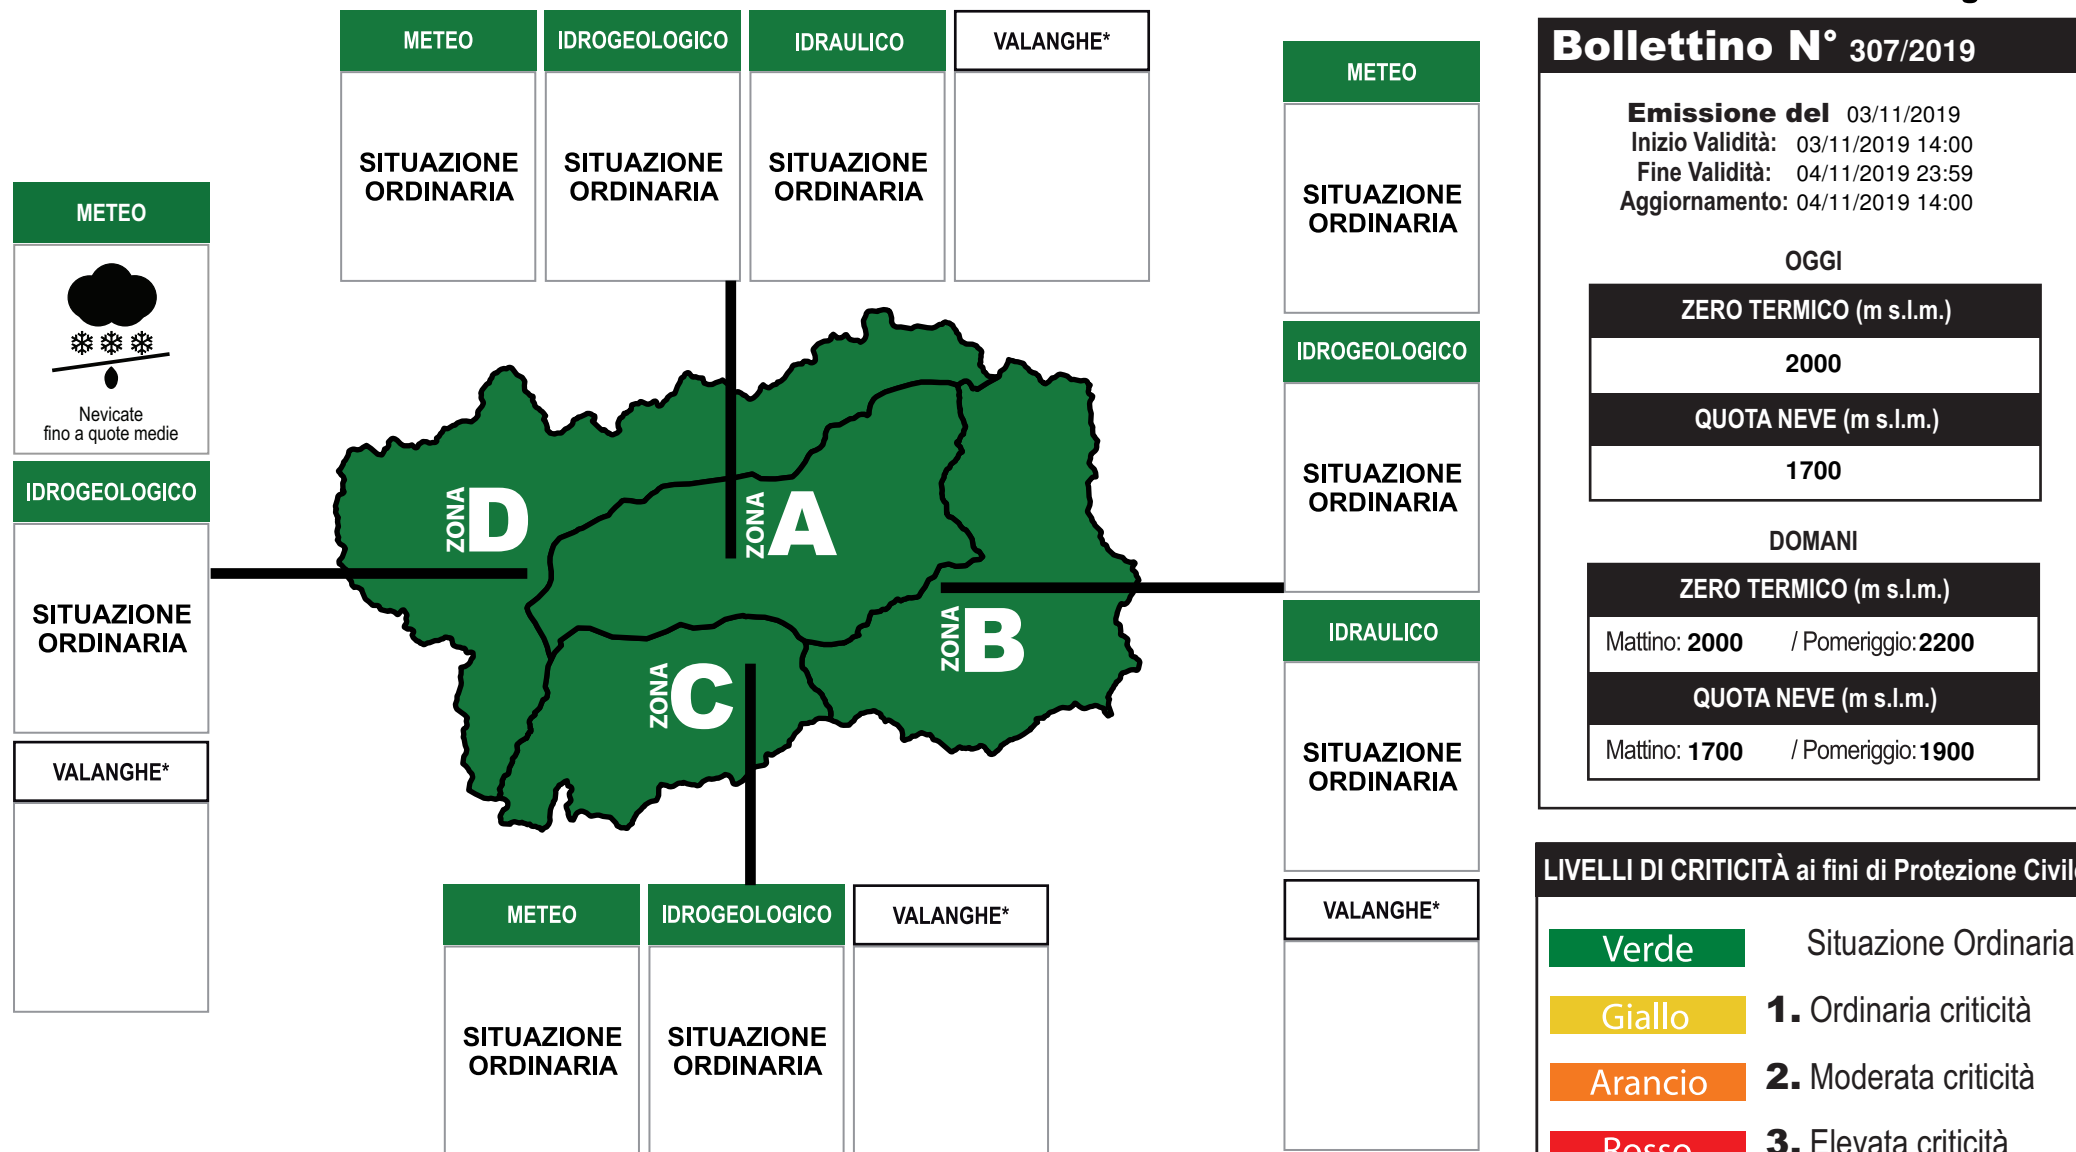 METEO
IDROGEOLOGICO
IDRAULICO
VALANGHE*
SITUAZIONE
ORDINARIA
SITUAZIONE
ORDINARIA
SITUAZIONE
ORDINARIA
METEO
Nevicate
fino a quote medie
IDROGEOLOGICO
SITUAZIONE
ORDINARIA
VALANGHE*
ZONA D
ZONA A
ZONA B
ZONA C
METEO
SITUAZIONE
ORDINARIA
IDROGEOLOGICO
SITUAZIONE
ORDINARIA
IDRAULICO
SITUAZIONE
ORDINARIA
VALANGHE*
METEO
IDROGEOLOGICO
VALANGHE*
SITUAZIONE
ORDINARIA
SITUAZIONE
ORDINARIA
Bollettino N° 307/2019
Emissione del 03/11/2019
Inizio Validità: 03/11/2019 14:00
Fine Validità: 04/11/2019 23:59
Aggiornamento: 04/11/2019 14:00
OGGI
ZERO TERMICO (m s.l.m.)
2000
QUOTA NEVE (m s.l.m.)
1700
DOMANI
ZERO TERMICO (m s.l.m.)
Mattino: 2000 / Pomeriggio: 2200
QUOTA NEVE (m s.l.m.)
Mattino: 1700 / Pomeriggio: 1900
LIVELLI DI CRITICITÀ ai fini di Protezione Civile
Verde Situazione Ordinaria
Giallo 1. Ordinaria criticità
Arancio 2. Moderata criticità
Rosso 3. Elevata criticità